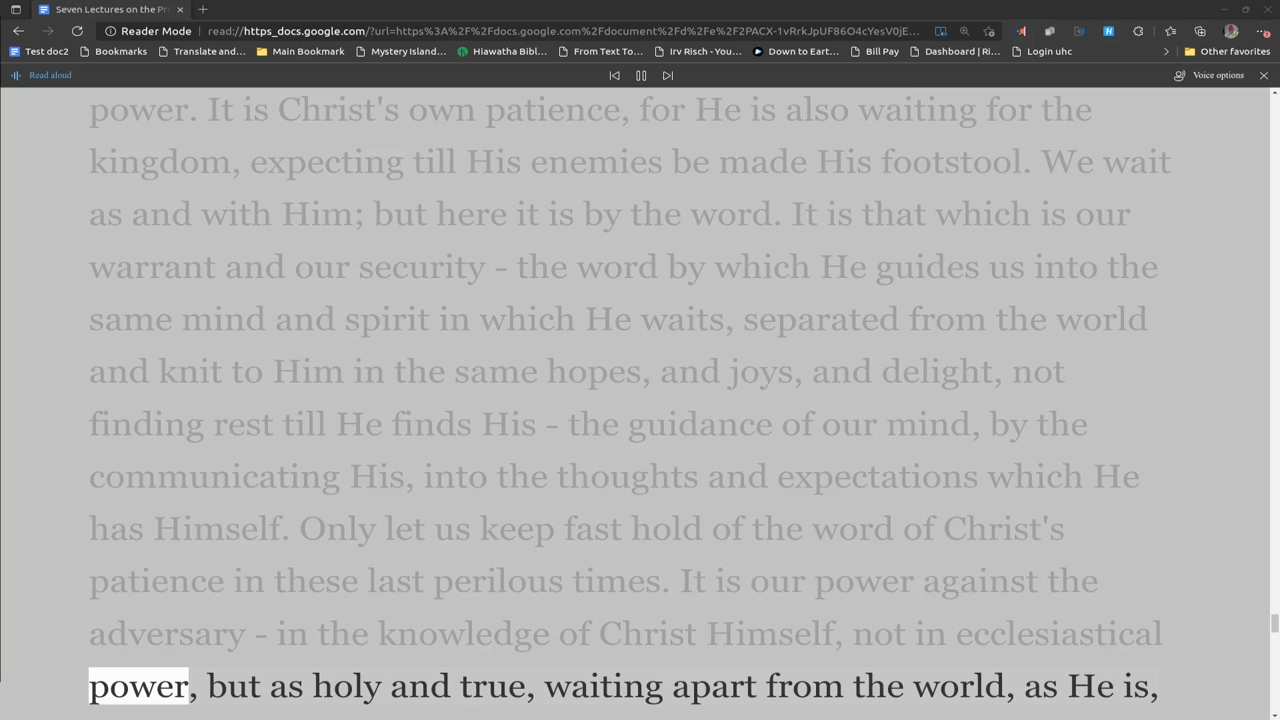 Seven Lectures on the Pr
Reader Mode
read://https_docs.google.com/?url=https%3A%2F%2Fdocs.google.com%2Fdocument%2Fd%2Fe%2F2PACX-1vRrkJpUF86O4cYesV0jE...
Test doc2
Bookmarks
Translate and...
Main Bookmark
Mystery Island...
Hiawatha Bibl...
From Text To...
Irv Risch - You...
Down to Eart...
Bill Pay
Dashboard | Ri...
Login uhc
Other favorites
Read aloud
Voice options
power. It is Christ's own patience, for He is also waiting for the
kingdom, expecting till His enemies be made His footstool. We wait
as and with Him; but here it is by the word. It is that which is our
warrant and our security - the word by which He guides us into the
same mind and spirit in which He waits, separated from the world
and knit to Him in the same hopes, and joys, and delight, not
finding rest till He finds His - the guidance of our mind, by the
communicating His, into the thoughts and expectations which He
has Himself. Only let us keep fast hold of the word of Christ's
patience in these last perilous times. It is our power against the
adversary - in the knowledge of Christ Himself, not in ecclesiastical
power, but as holy and true, waiting apart from the world, as He is,